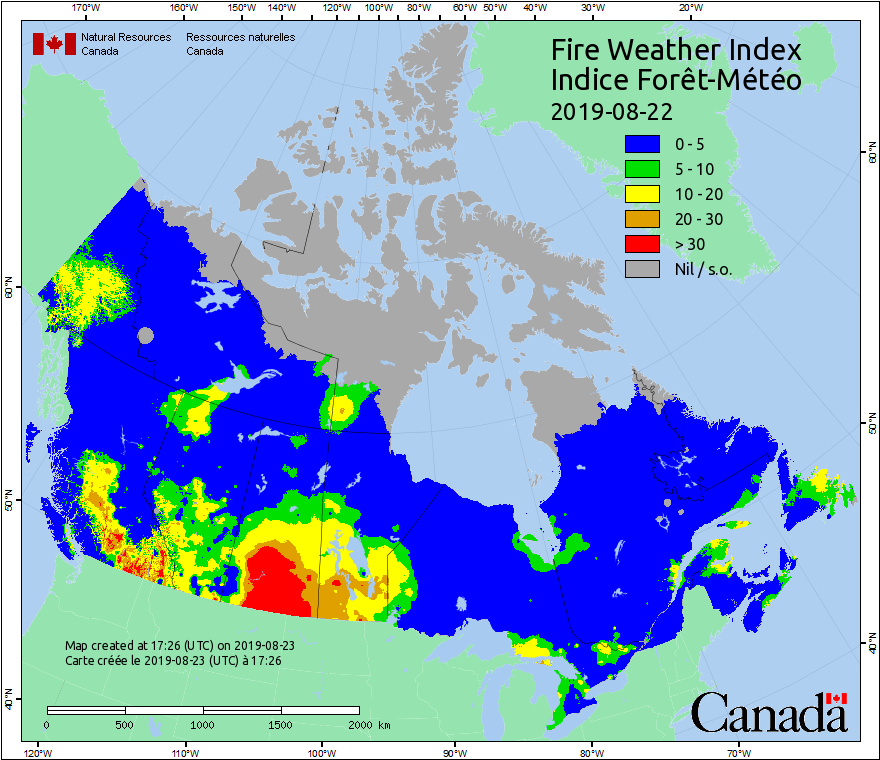 170°W 160°W 150°W 140°W 130°W 120°W 110°W 100°W 90°W 80°W 60°W 50°W 40°W 30°W 20°W
Natural Resources Ressources naturelles
Canada Canada
Fire Weather Index
Indice Forêt-Météo
2019-08-22
0 - 5
5 - 10
10 - 20
20 - 30
> 30
Nil / s.o.
60°N
60°N
50°N
50°N
40°N
40°N
Map created at 17:26 (UTC) on 2019-08-23
Carte créée le 2019-08-23 (UTC) à 17:26
0 500 1000 1500 2000 km
Canada
120°W 110°W 100°W 90°W 80°W 70°W